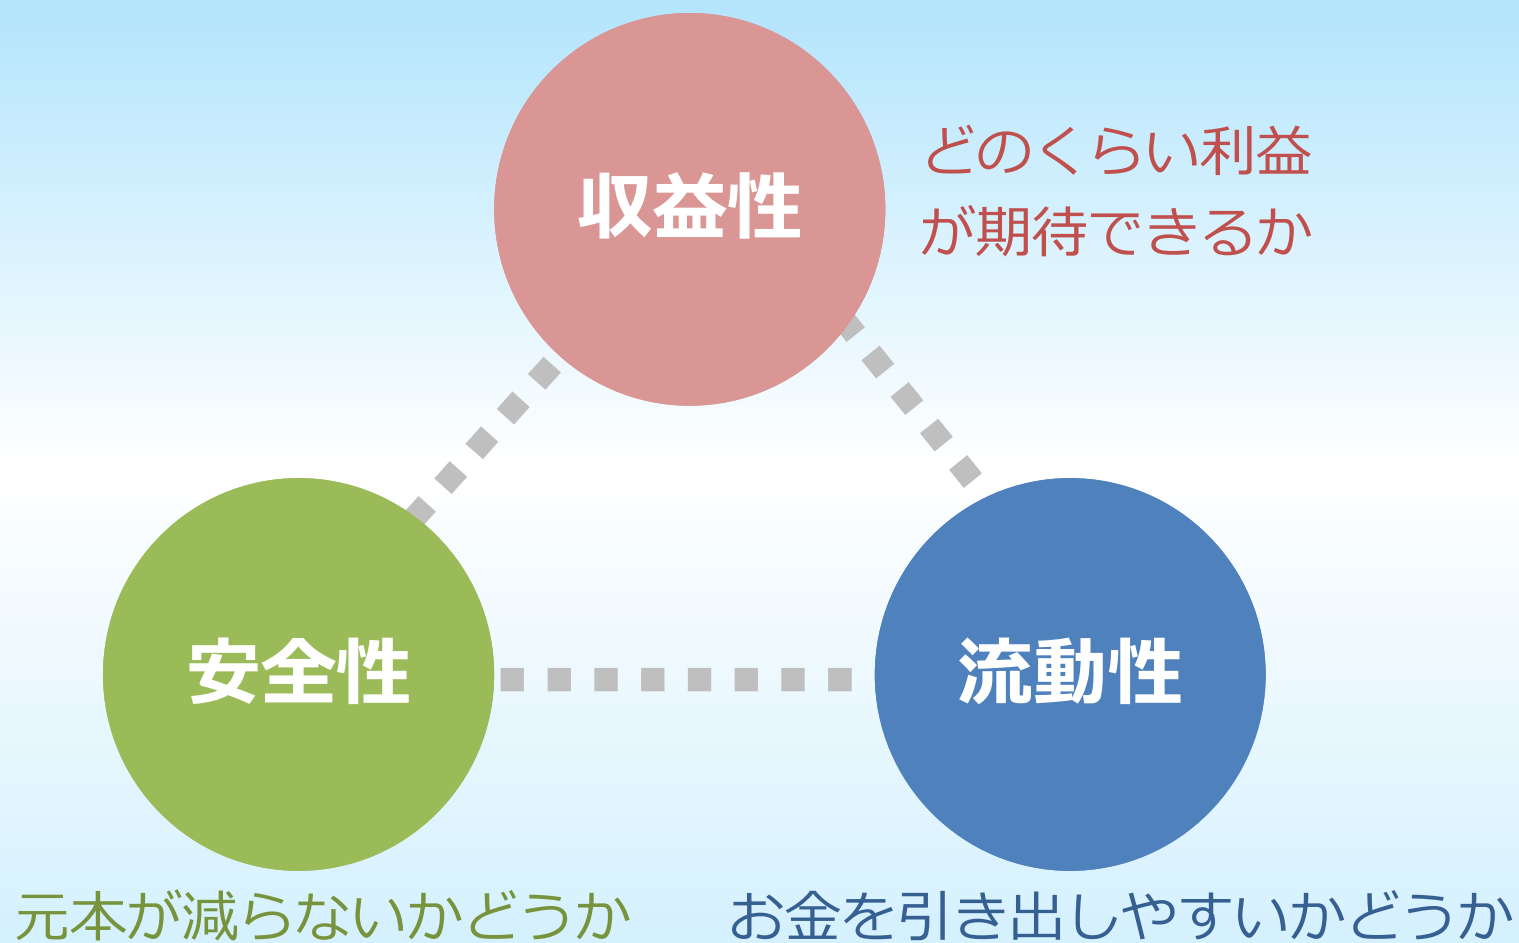 収益性
どのくらい利益
が期待できるか
安全性
流動性
元本が減らないかどうか
お金を引き出しやすいかどうか